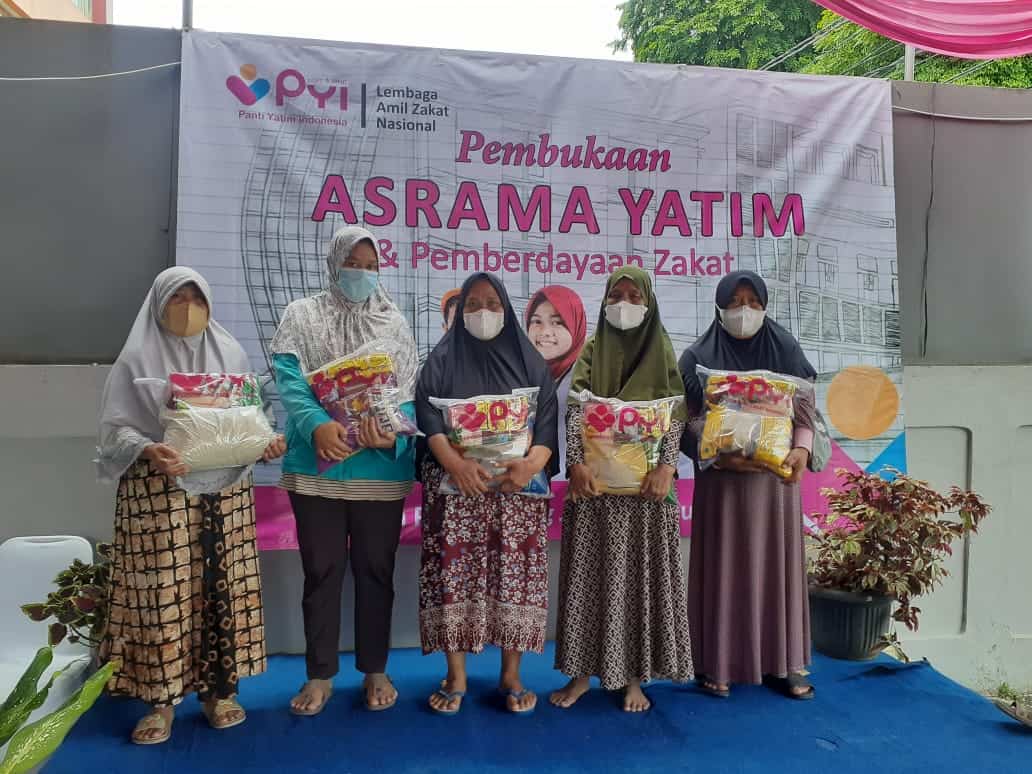 PYI
Panti Yatim Indonesia
Lembaga
Amil Zakat
Nasional
Pembukaan
ASRAMA YATIM
& Pemberdayaan Zakat
PYI
PYI
PYI
PYI